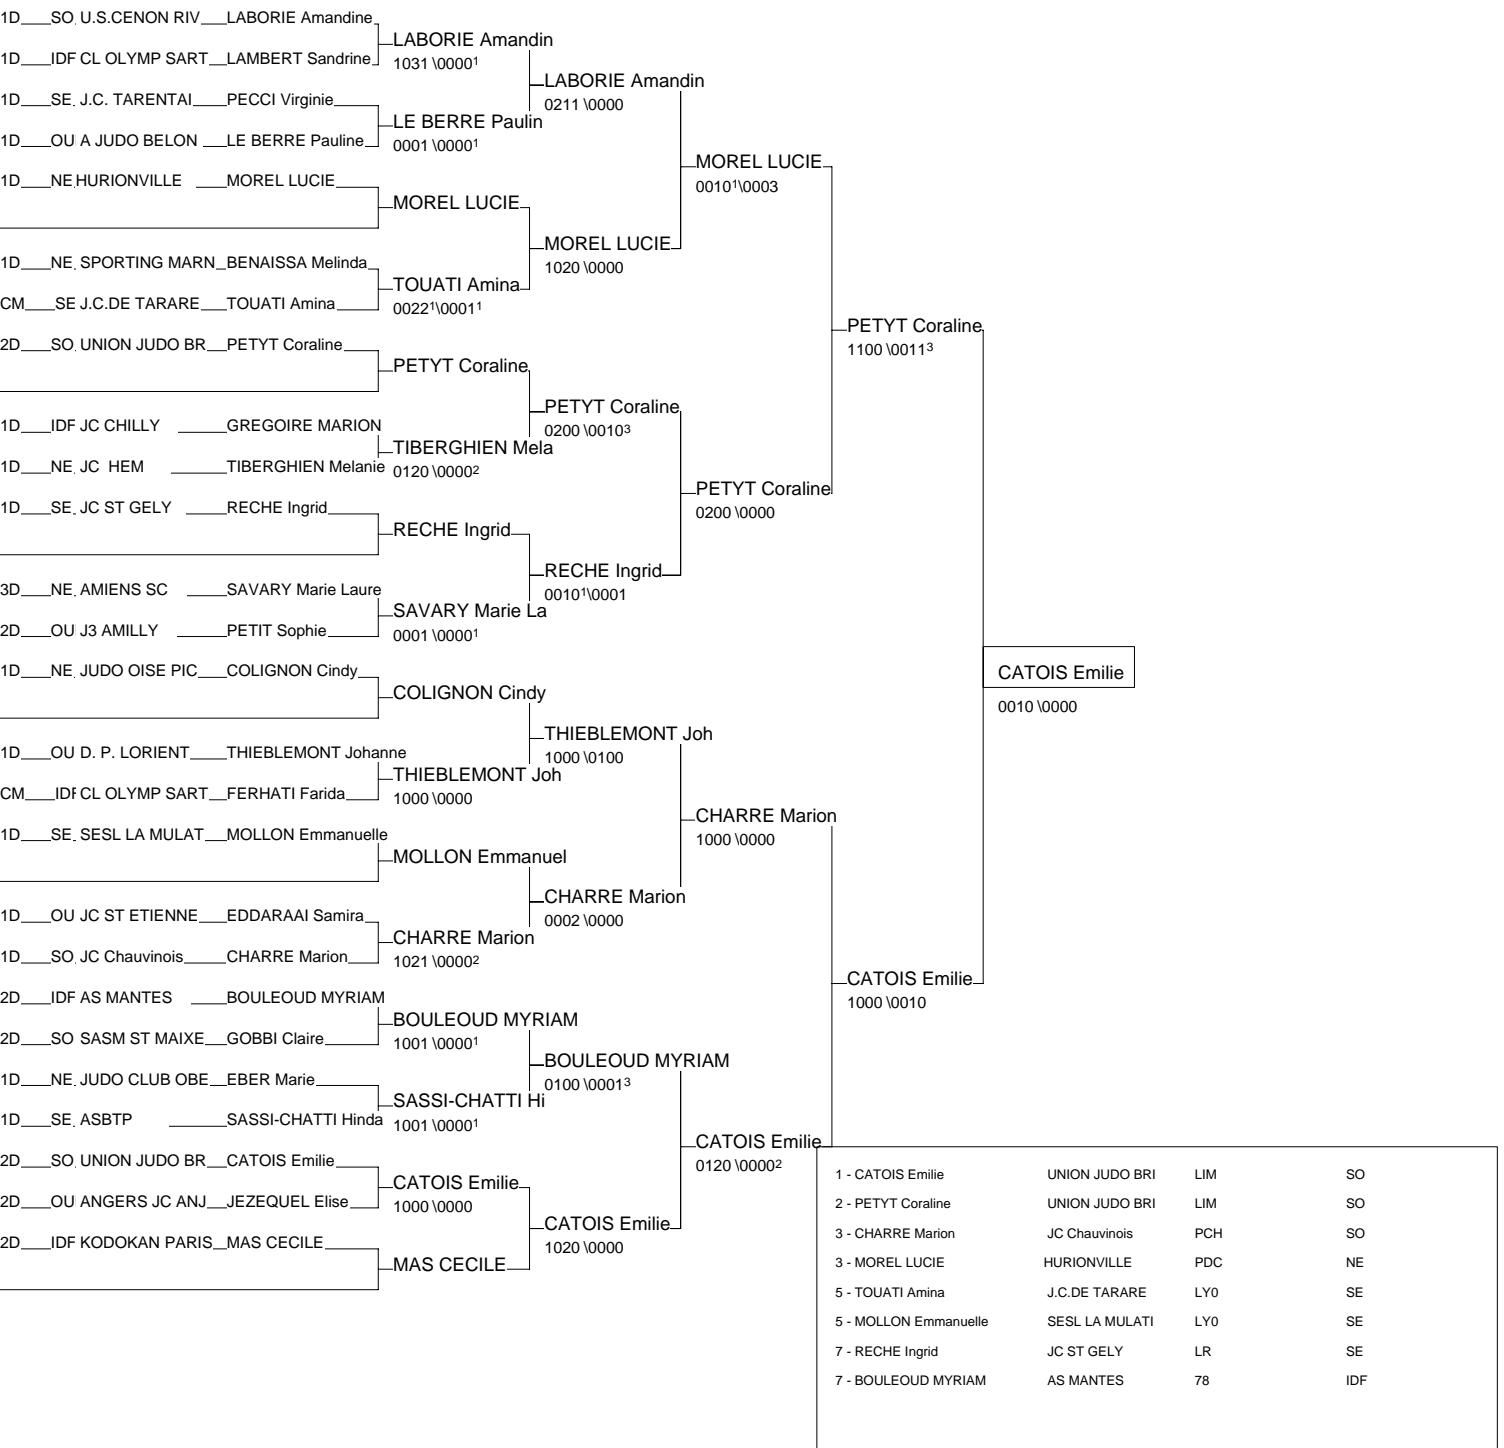 1D SO U.S.CENON RIV LABORIE Amandine
1D IDF CL OLYMP SART LAMBERT Sandrine
1D SE J.C. TARENTAI PECCI Virginie
1D OU A JUDO BELON LE BERRE Pauline
1D NE HURIONVILLE MOREL LUCIE
1D NE SPORTING MARN BENAISSA Melinda
CM SE J.C.DE TARARE TOUATI Amina
2D SO UNION JUDO BR PETYT Coraline
1D IDF JC CHILLY GREGOIRE MARION
1D NE JC HEM TIBERGHIEN Melanie
1D SE JC ST GELY RECHE Ingrid
3D NE AMIENS SC SAVARY Marie Laure
2D OU J3 AMILLY PETIT Sophie
1D NE JUDO OISE PIC COLIGNON Cindy
1D OU D. P. LORIENT THIEBLEMONT Johanne
CM IDF CL OLYMP SART FERHATI Farida
1D SE SESL LA MULAT MOLLON Emmanuelle
1D OU JC ST ETIENNE EDDARAAI Samira
1D SO JC Chauvinois CHARRE Marion
2D IDF AS MANTES BOULEOUD MYRIAM
2D SO SASM ST MAIXE GOBBI Claire
1D NE JUDO CLUB OBE EBER Marie
1D SE ASBTP SASSI-CHATTI Hinda
2D SO UNION JUDO BR CATOIS Emilie
2D OU ANGERS JC ANJ JEZEQUEL Elise
2D IDF KODOKAN PARIS MAS CECILE
LABORIE Amandin
1031 \0000¹
LE BERRE Paulin
0001 \0000¹
MOREL LUCIE
TOUATI Amina
0022¹\0001¹
PETYT Coraline
TIBERGHIEN Mela
0120 \0000²
RECHE Ingrid
SAVARY Marie La
0001 \0000¹
COLIGNON Cindy
THIEBLEMONT Joh
1000 \0000
MOLLON Emmanuel
CHARRE Marion
1021 \0000²
BOULEOUD MYRIAM
1001 \0000¹
SASSI-CHATTI Hi
1001 \0000¹
CATOIS Emilie
1000 \0000
MAS CECILE
LABORIE Amandin
0211 \0000
MOREL LUCIE
1020 \0000
PETYT Coraline
0200 \0010³
RECHE Ingrid
0010¹\0001
THIEBLEMONT Joh
1000 \0100
CHARRE Marion
0002 \0000
BOULEOUD MYRIAM
0100 \0001³
CATOIS Emilie
1020 \0000
MOREL LUCIE
0010¹\0003
PETYT Coraline
0200 \0000
CHARRE Marion
1000 \0000
CATOIS Emilie
0120 \0000²
PETYT Coraline
1100 \0011³
CATOIS Emilie
1000 \0010
CATOIS Emilie
0010 \0000
1 - CATOIS Emilie UNION JUDO BRI LIM SO
2 - PETYT Coraline UNION JUDO BRI LIM SO
3 - CHARRE Marion JC Chauvinois PCH SO
3 - MOREL LUCIE HURIONVILLE PDC NE
5 - TOUATI Amina J.C.DE TARARE LY0 SE
5 - MOLLON Emmanuelle SESL LA MULATI LY0 SE
7 - RECHE Ingrid JC ST GELY LR SE
7 - BOULEOUD MYRIAM AS MANTES 78 IDF